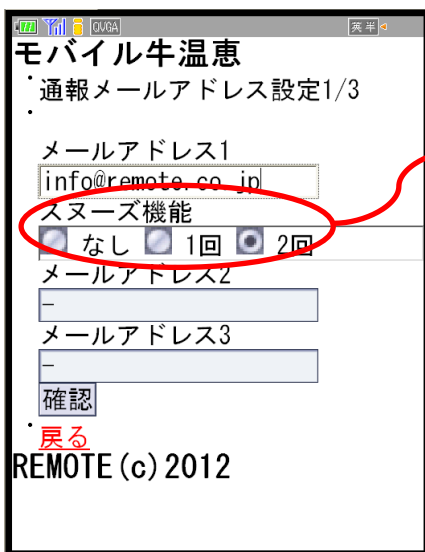 QVGA
英半
モバイル牛温恵
通報メールアドレス設定1/3
メールアドレス1
info@remote.co.jp
スヌーズ機能
なし 1回 2回
メールアドレス2
−
メールアドレス3
−
確認
戻る
REMOTE(c)2012